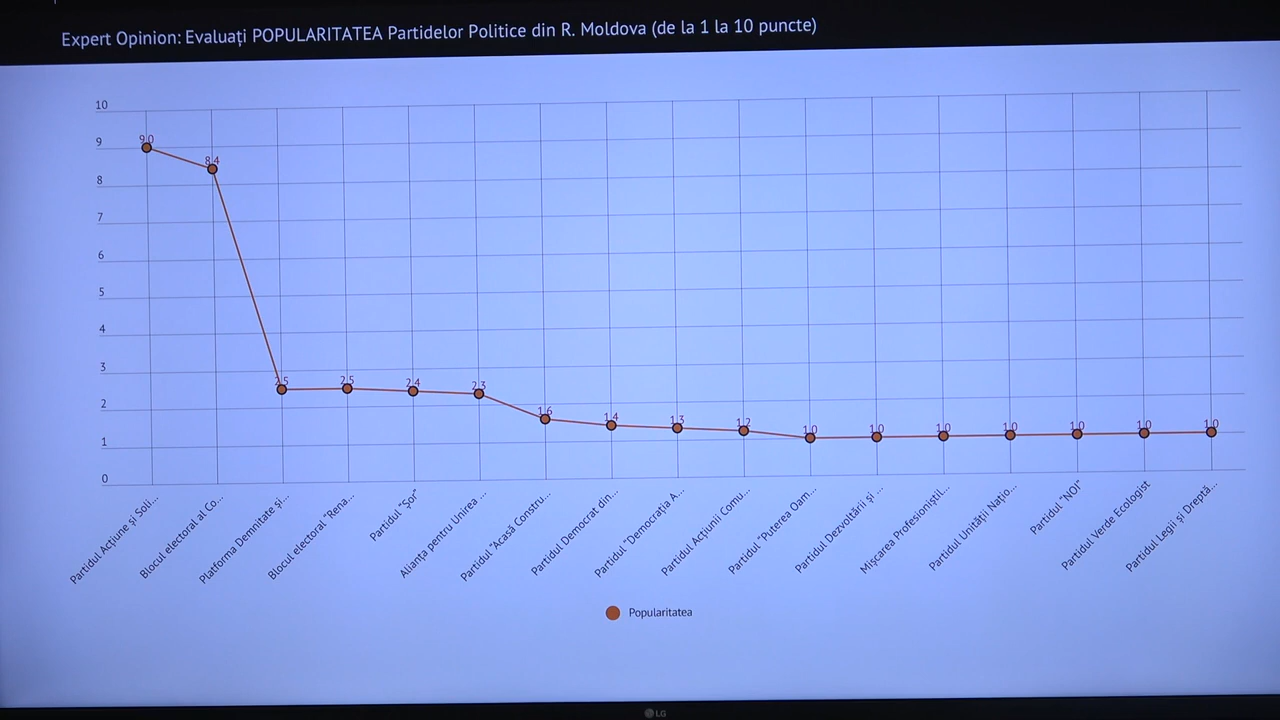 Expert Opinion: Evaluați POPULARITATEA Partidelor Politice din R. Moldova (de la 1 la 10 puncte)
10
9
8
7
6
5
4
3
2
1
0
9.0
8.4
2.5
2.5
2.4
2.3
1.6
1.4
1.3
1.2
1.0
1.0
1.0
1.0
1.0
1.0
1.0
Partidul Acțiune și Soli...
Blocul electoral al Co...
Platforma Demnitate și...
Blocul electoral "Rena...
Partidul "Șor"
Alianța pentru Unirea ...
Partidul "Acasă Constru...
Partidul Democrat din...
Partidul "Democrația A...
Partidul Acțiunii Comu...
Partidul "Puterea Oam...
Partidul Dezvoltării și ...
Mișcarea Profesioniștil...
Partidul Unității Națio...
Partidul "NOI"
Partidul Verde Ecologist
Partidul Legii și Dreptă...
Popularitatea
LG